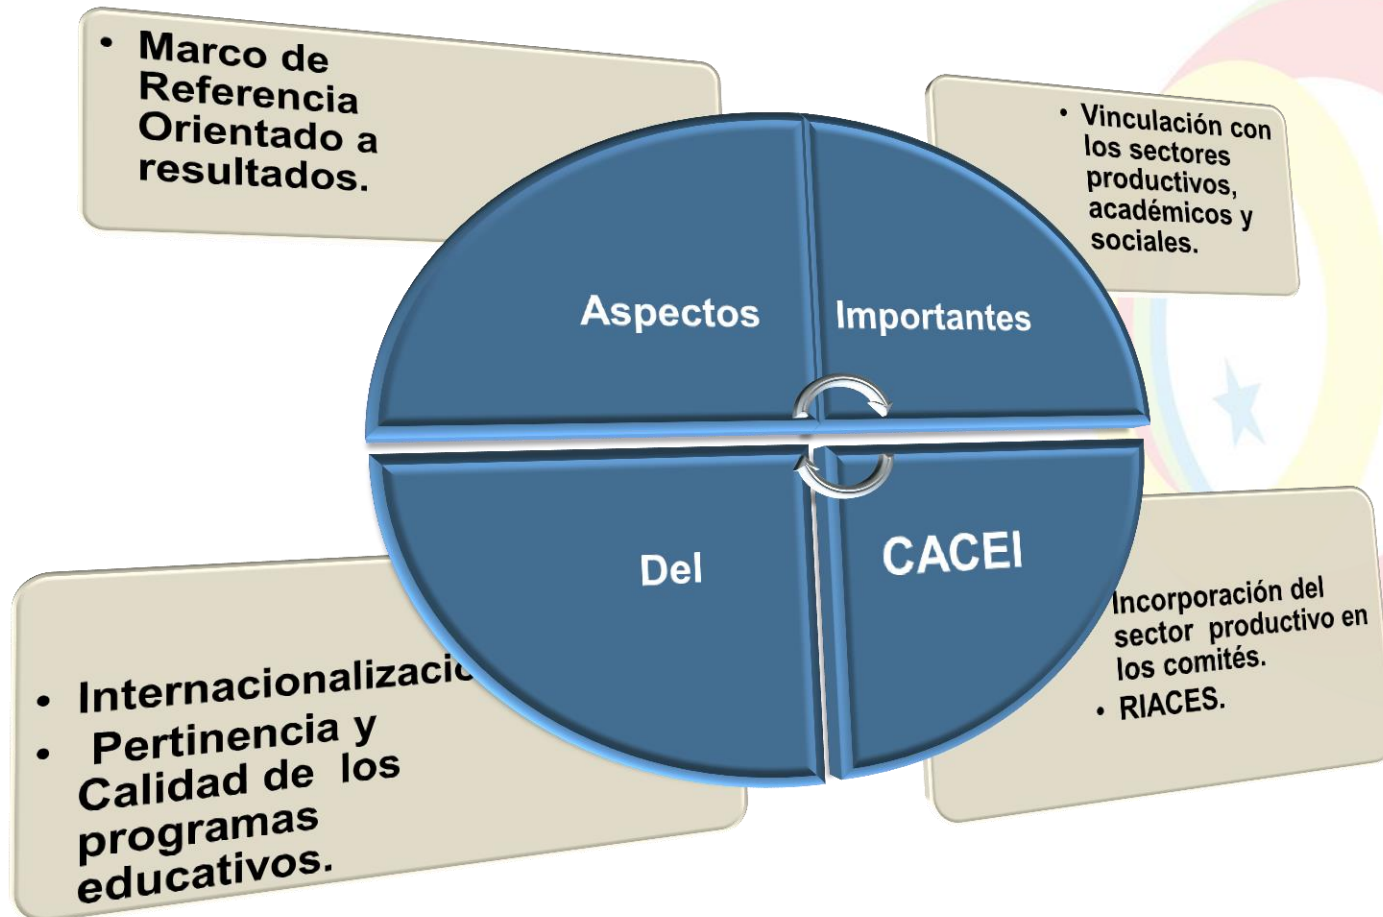 • Marco de
Referencia
Orientado a
resultados.
• Vinculación con
los sectores
productivos,
académicos y
sociales.
Aspectos
Importantes
Del
CACEI
• Internacionalizació
• Pertinencia y
Calidad de los
programas
educativos.
Incorporación del
sector productivo en
los comités.
• RIACES.